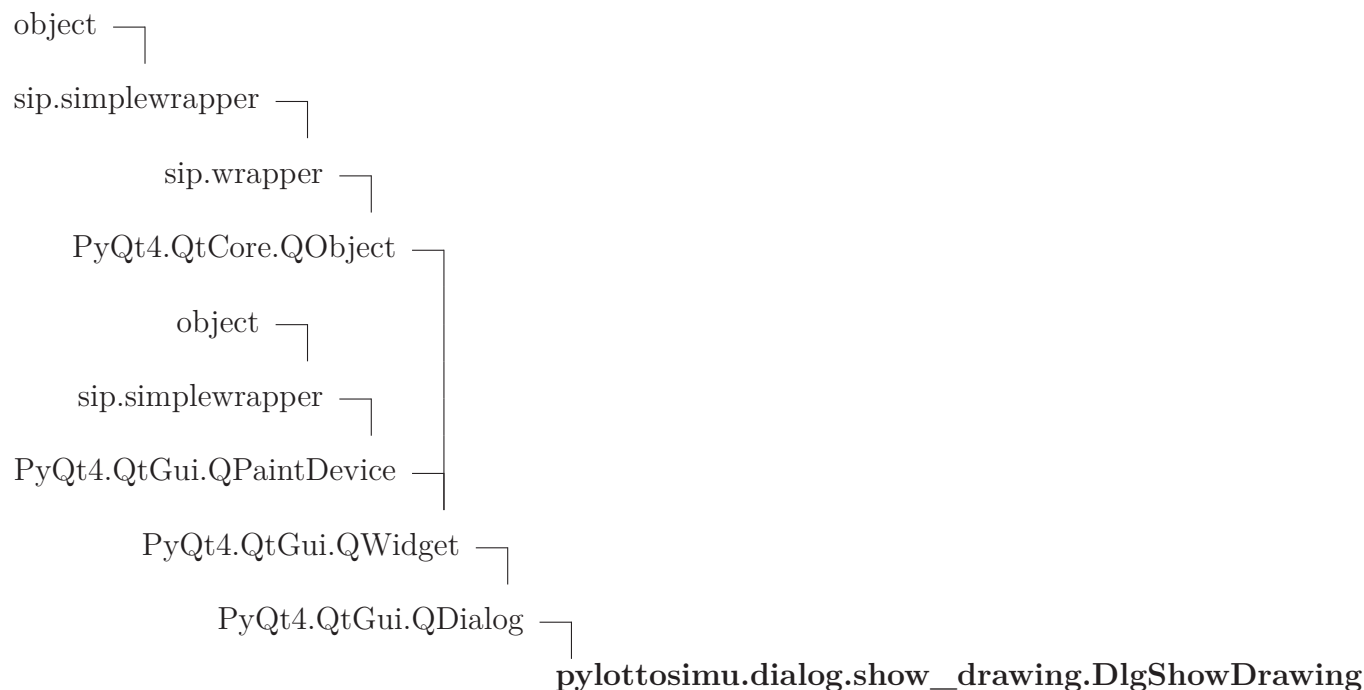 object
sip.simplewrapper
sip.wrapper
PyQt4.QtCore.QObject
object
sip.simplewrapper
PyQt4.QtGui.QPaintDevice
PyQt4.QtGui.QWidget
PyQt4.QtGui.QDialog
pylottosimu.dialog.show_drawing.DlgShowDrawing